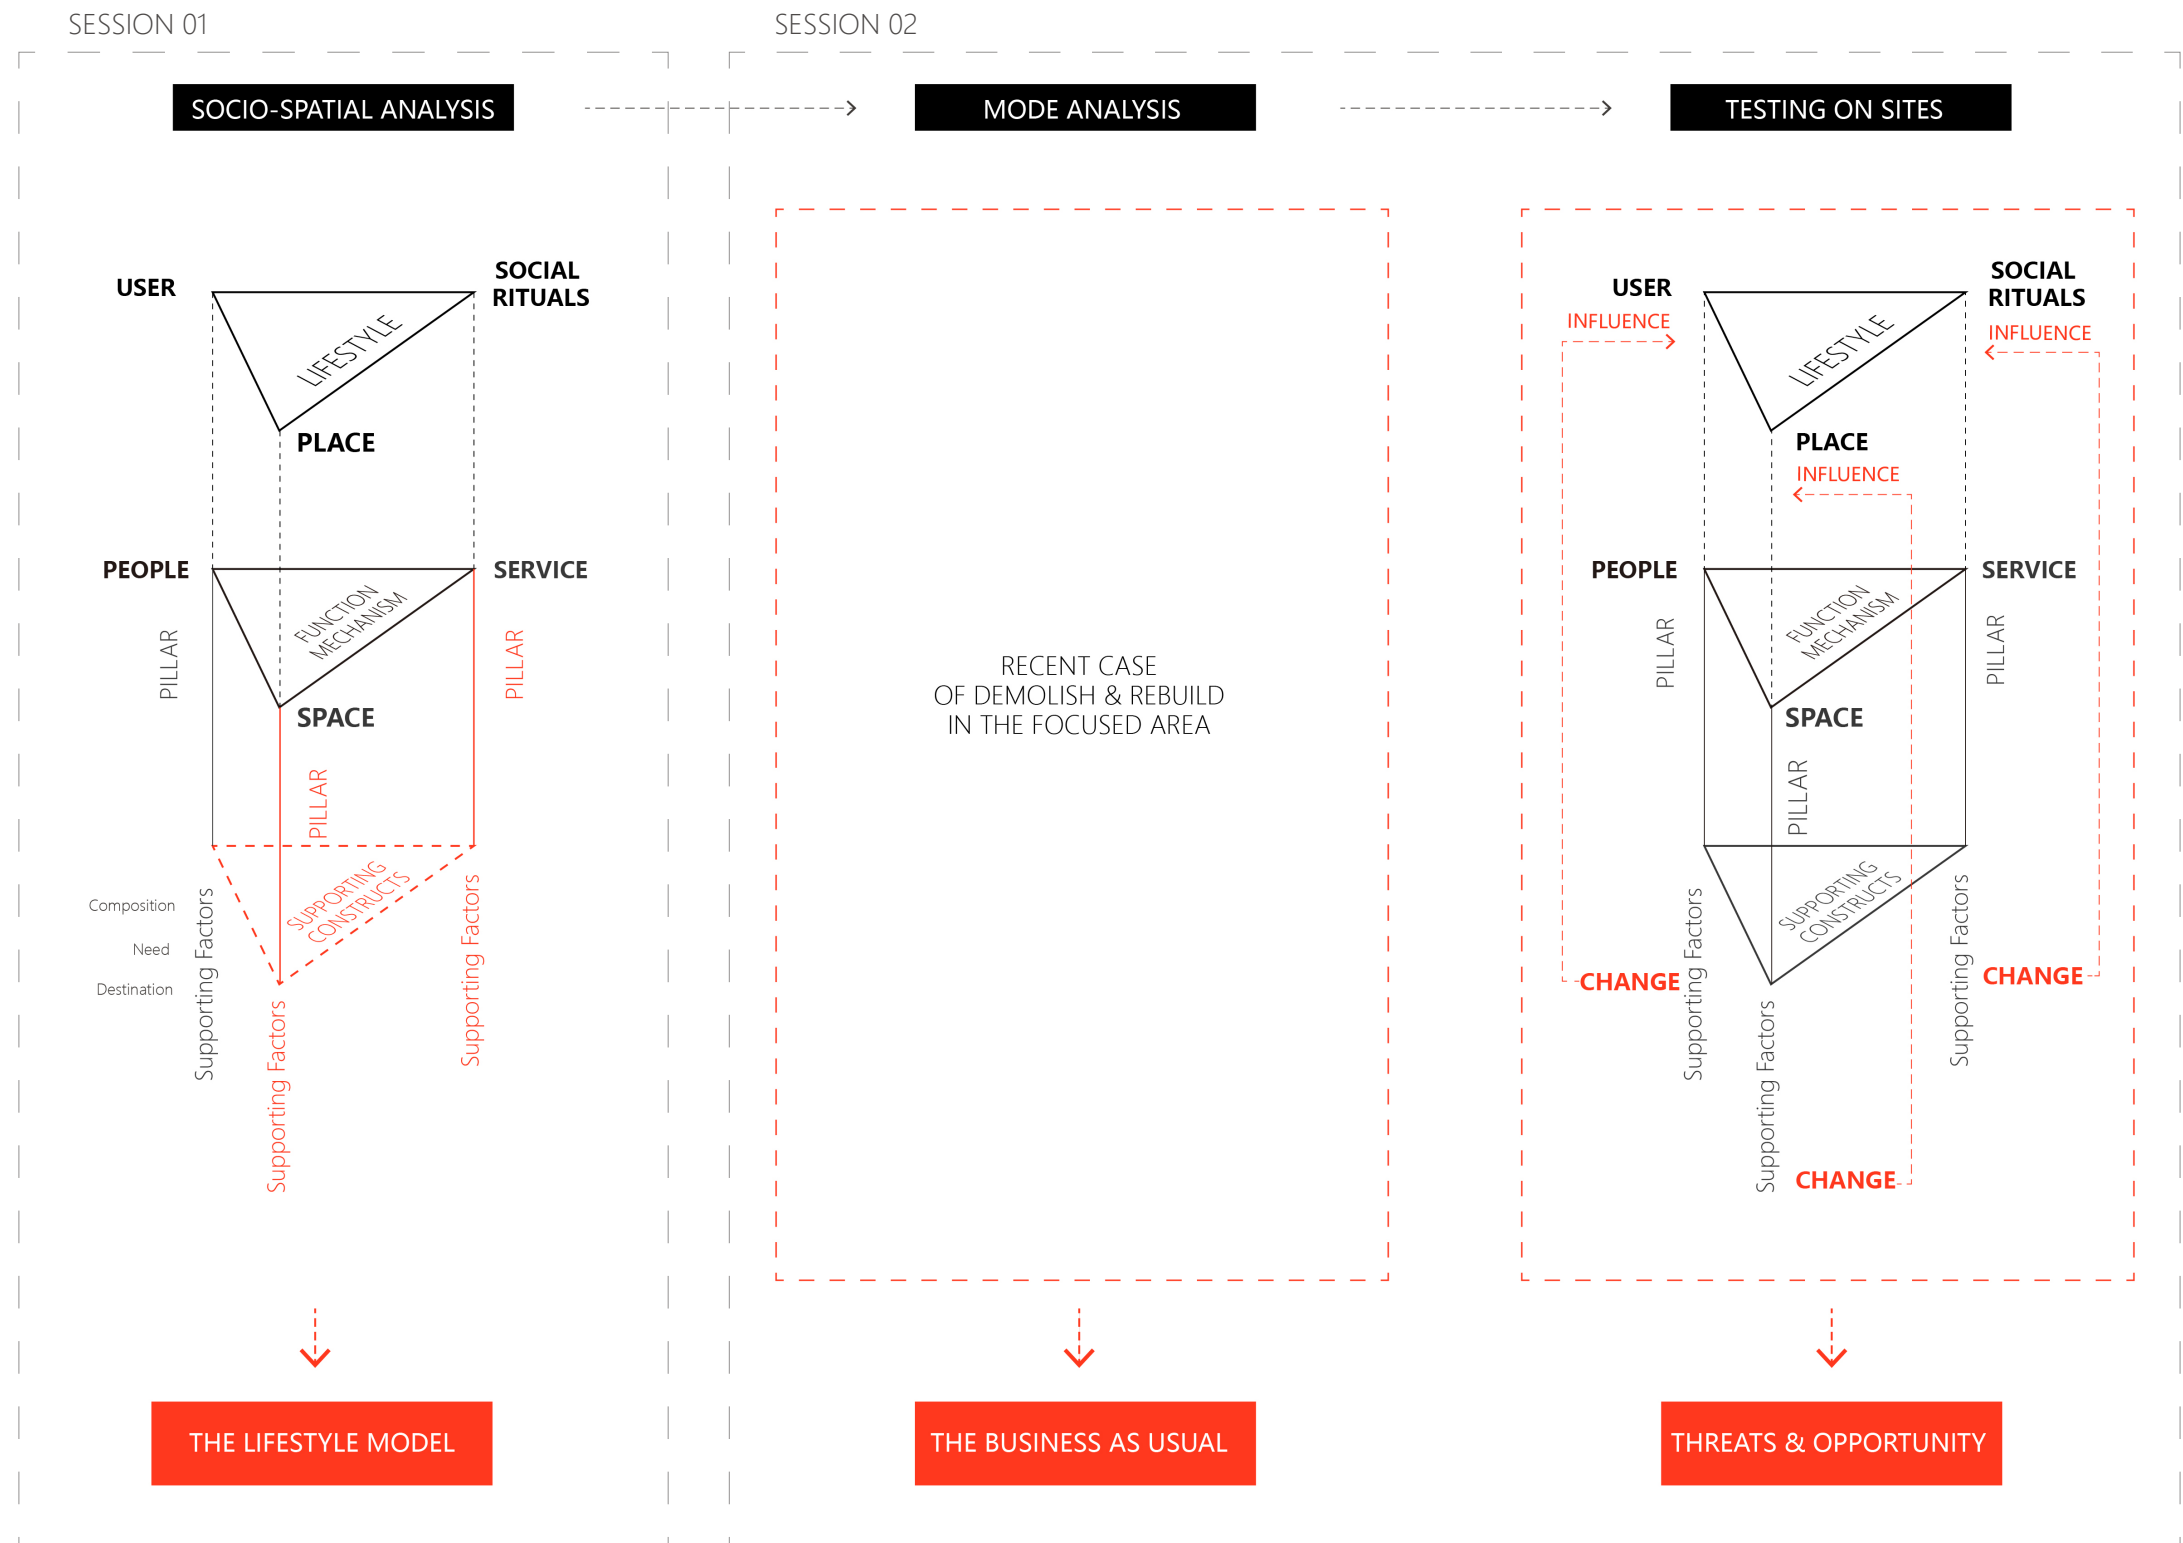 SESSION 01
SOCIO-SPATIAL ANALYSIS
USER
SOCIAL
RITUALS
LIFESTYLE
PLACE
PEOPLE
SERVICE
FUNCTION
MECHANISM
PILLAR
PILLAR
SPACE
PILLAR
SUPPORTING
CONSTRUCTS
Composition
Need
Destination
Supporting Factors
Supporting Factors
Supporting Factors
THE LIFESTYLE MODEL
SESSION 02
MODE ANALYSIS
RECENT CASE
OF DEMOLISH & REBUILD
IN THE FOCUSED AREA
THE BUSINESS AS USUAL
TESTING ON SITES
USER
INFLUENCE
SOCIAL
RITUALS
INFLUENCE
LIFESTYLE
PLACE
INFLUENCE
PEOPLE
SERVICE
FUNCTION
MECHANISM
PILLAR
PILLAR
SPACE
PILLAR
SUPPORTING
CONSTRUCTS
CHANGE
Supporting Factors
Supporting Factors
Supporting Factors
CHANGE
CHANGE
THREATS & OPPORTUNITY